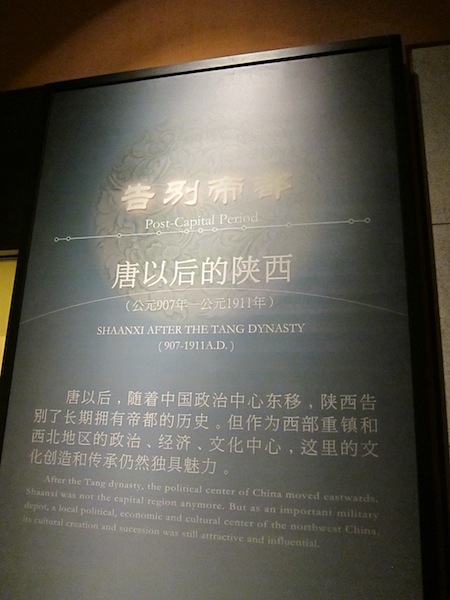 告别帝都
Post-Capital Period
唐以后的陕西
（公元907年—公元1911年）
SHAANXI AFTER THE TANG DYNASTY
( 907-1911A.D. )
唐以后，随着中国政治中心东移，陕西告
别了长期拥有帝都的历史。但作为西部重镇和
西北地区的政治、经济、文化中心，这里的文
化创造和传承仍然独具魅力。
After the Tang dynasty, the political center of China moved eastwards.
Shaanxi was not the capital region anymore. But as an important military
depot, a local political, economic and cultural center of the northwest China,
its cultural creation and sucession was still attractive and influential.